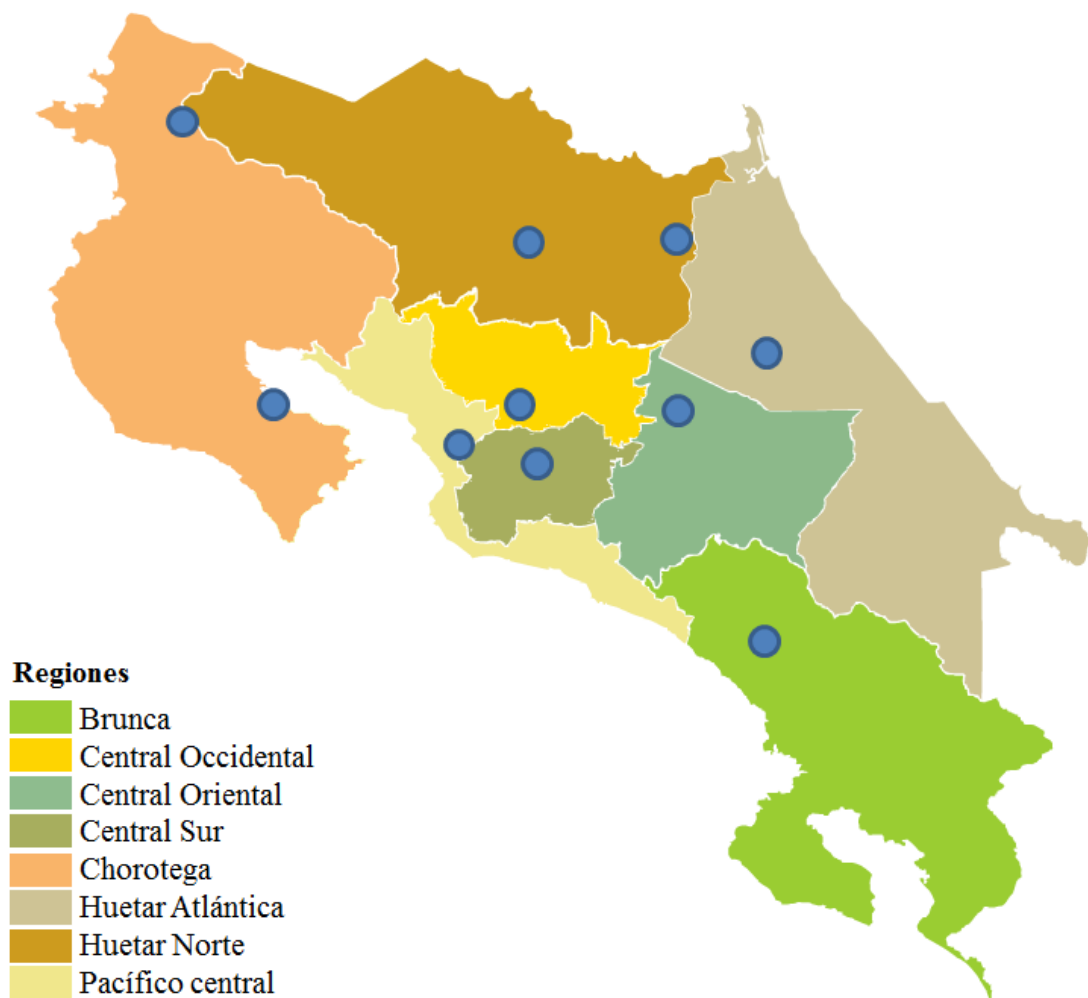 Regiones
Brunca
Central Occidental
Central Oriental
Central Sur
Chorotega
Huetar Atlántica
Huetar Norte
Pacífico central